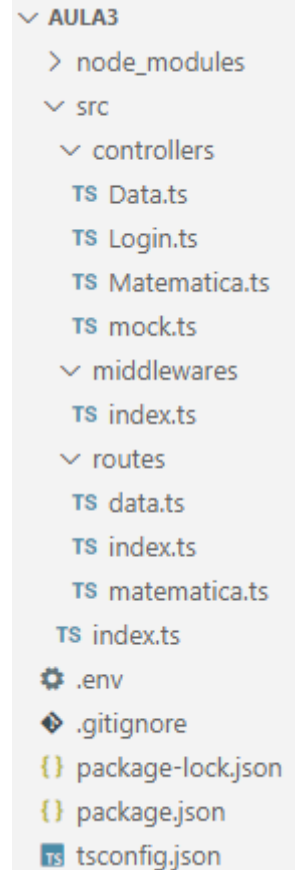 AULA3
node_modules
src
controllers
TS Data.ts
TS Login.ts
TS Matematica.ts
TS mock.ts
middlewares
TS index.ts
routes
TS data.ts
TS index.ts
TS matematica.ts
TS index.ts
.env
.gitignore
{} package-lock.json
{} package.json
TS tsconfig.json